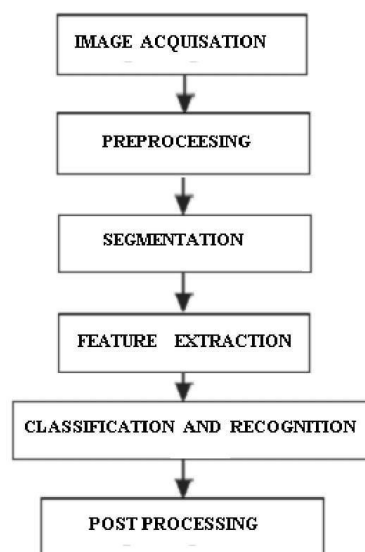 IMAGE ACQUISATION
PREPROCEESING
SEGMENTATION
FEATURE EXTRACTION
CLASSIFICATION AND RECOGNITION
POST PROCESSING